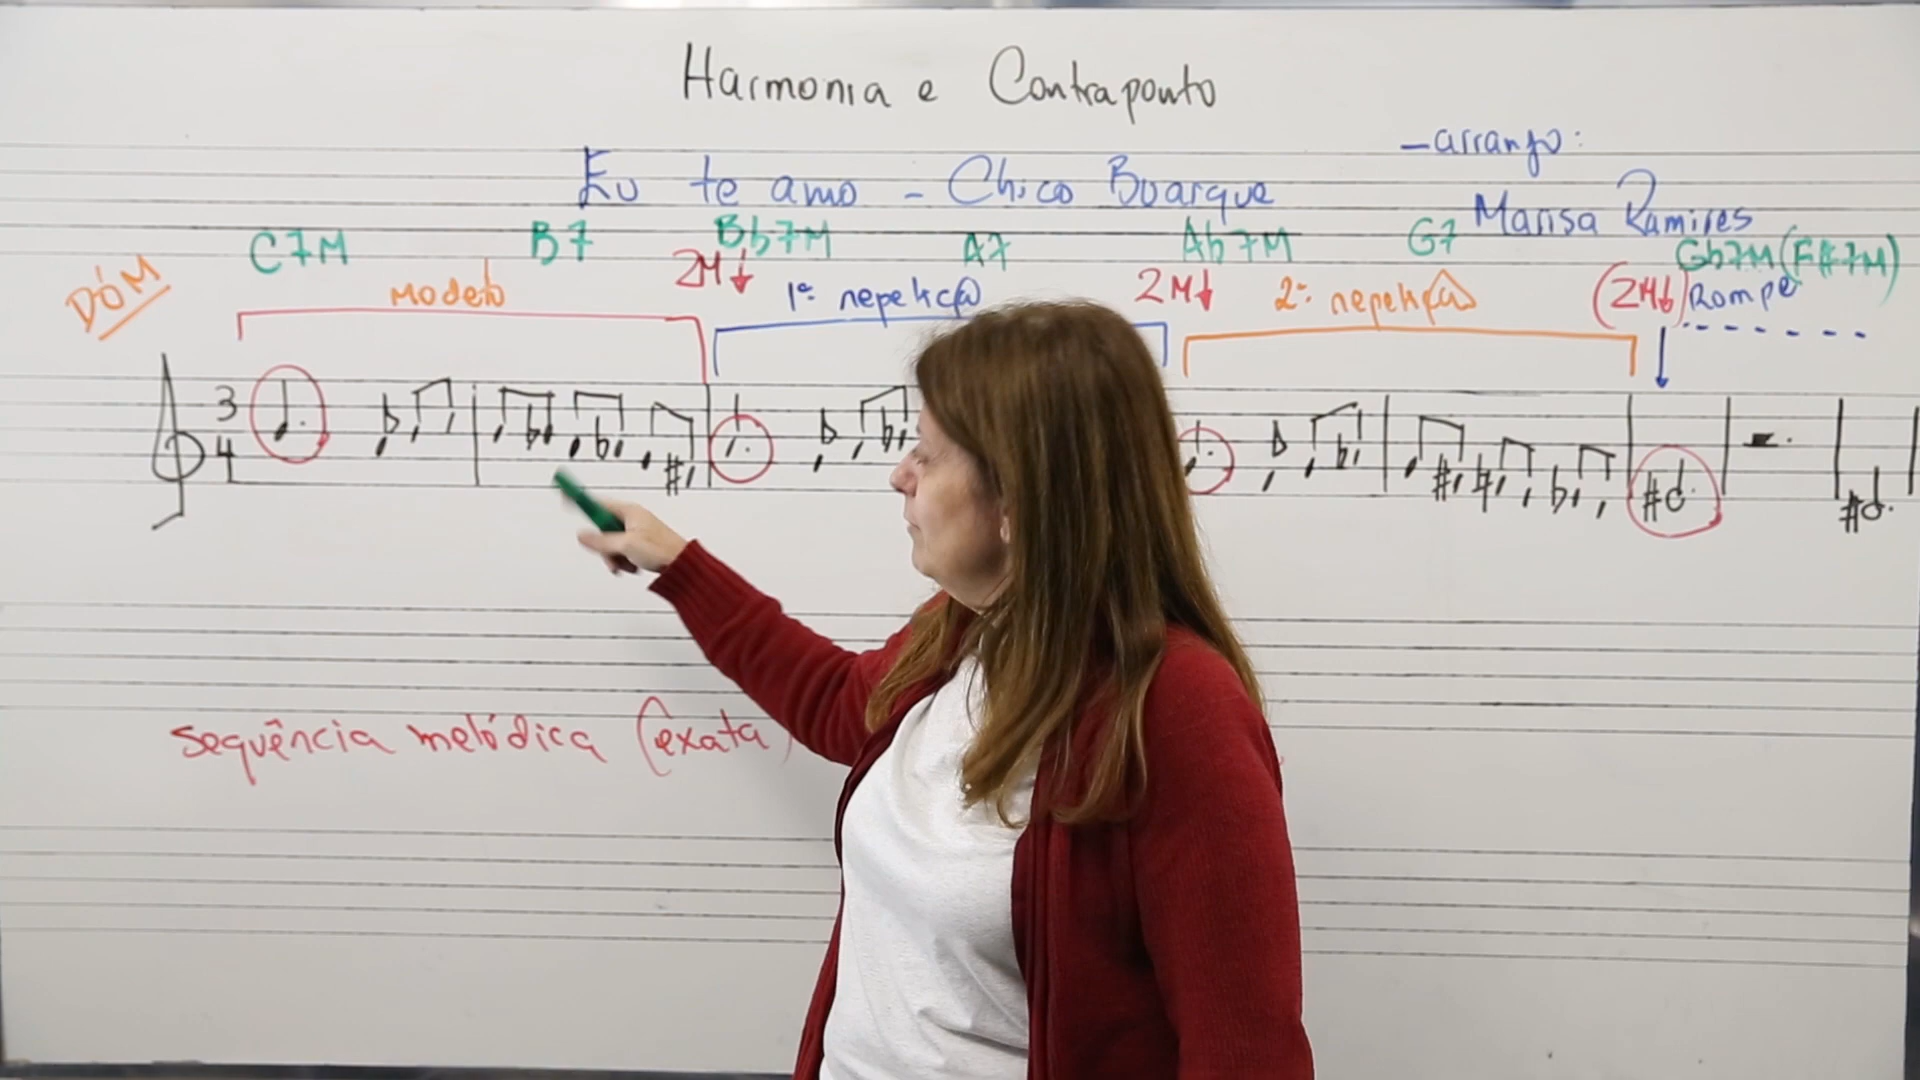 Harmonia e Contraponto
Eu te amo - Chico Buarque
- arranjo:
Marisa Ramires
C7M B7 Bb7M A7 Ab7M G7 Gb7M (F#7M)
DÓM
modelo 2M↓ 1ª repetição 2M↓ 2ª repetição (2M↓) Rompe
3
4
sequência melódica (exata)